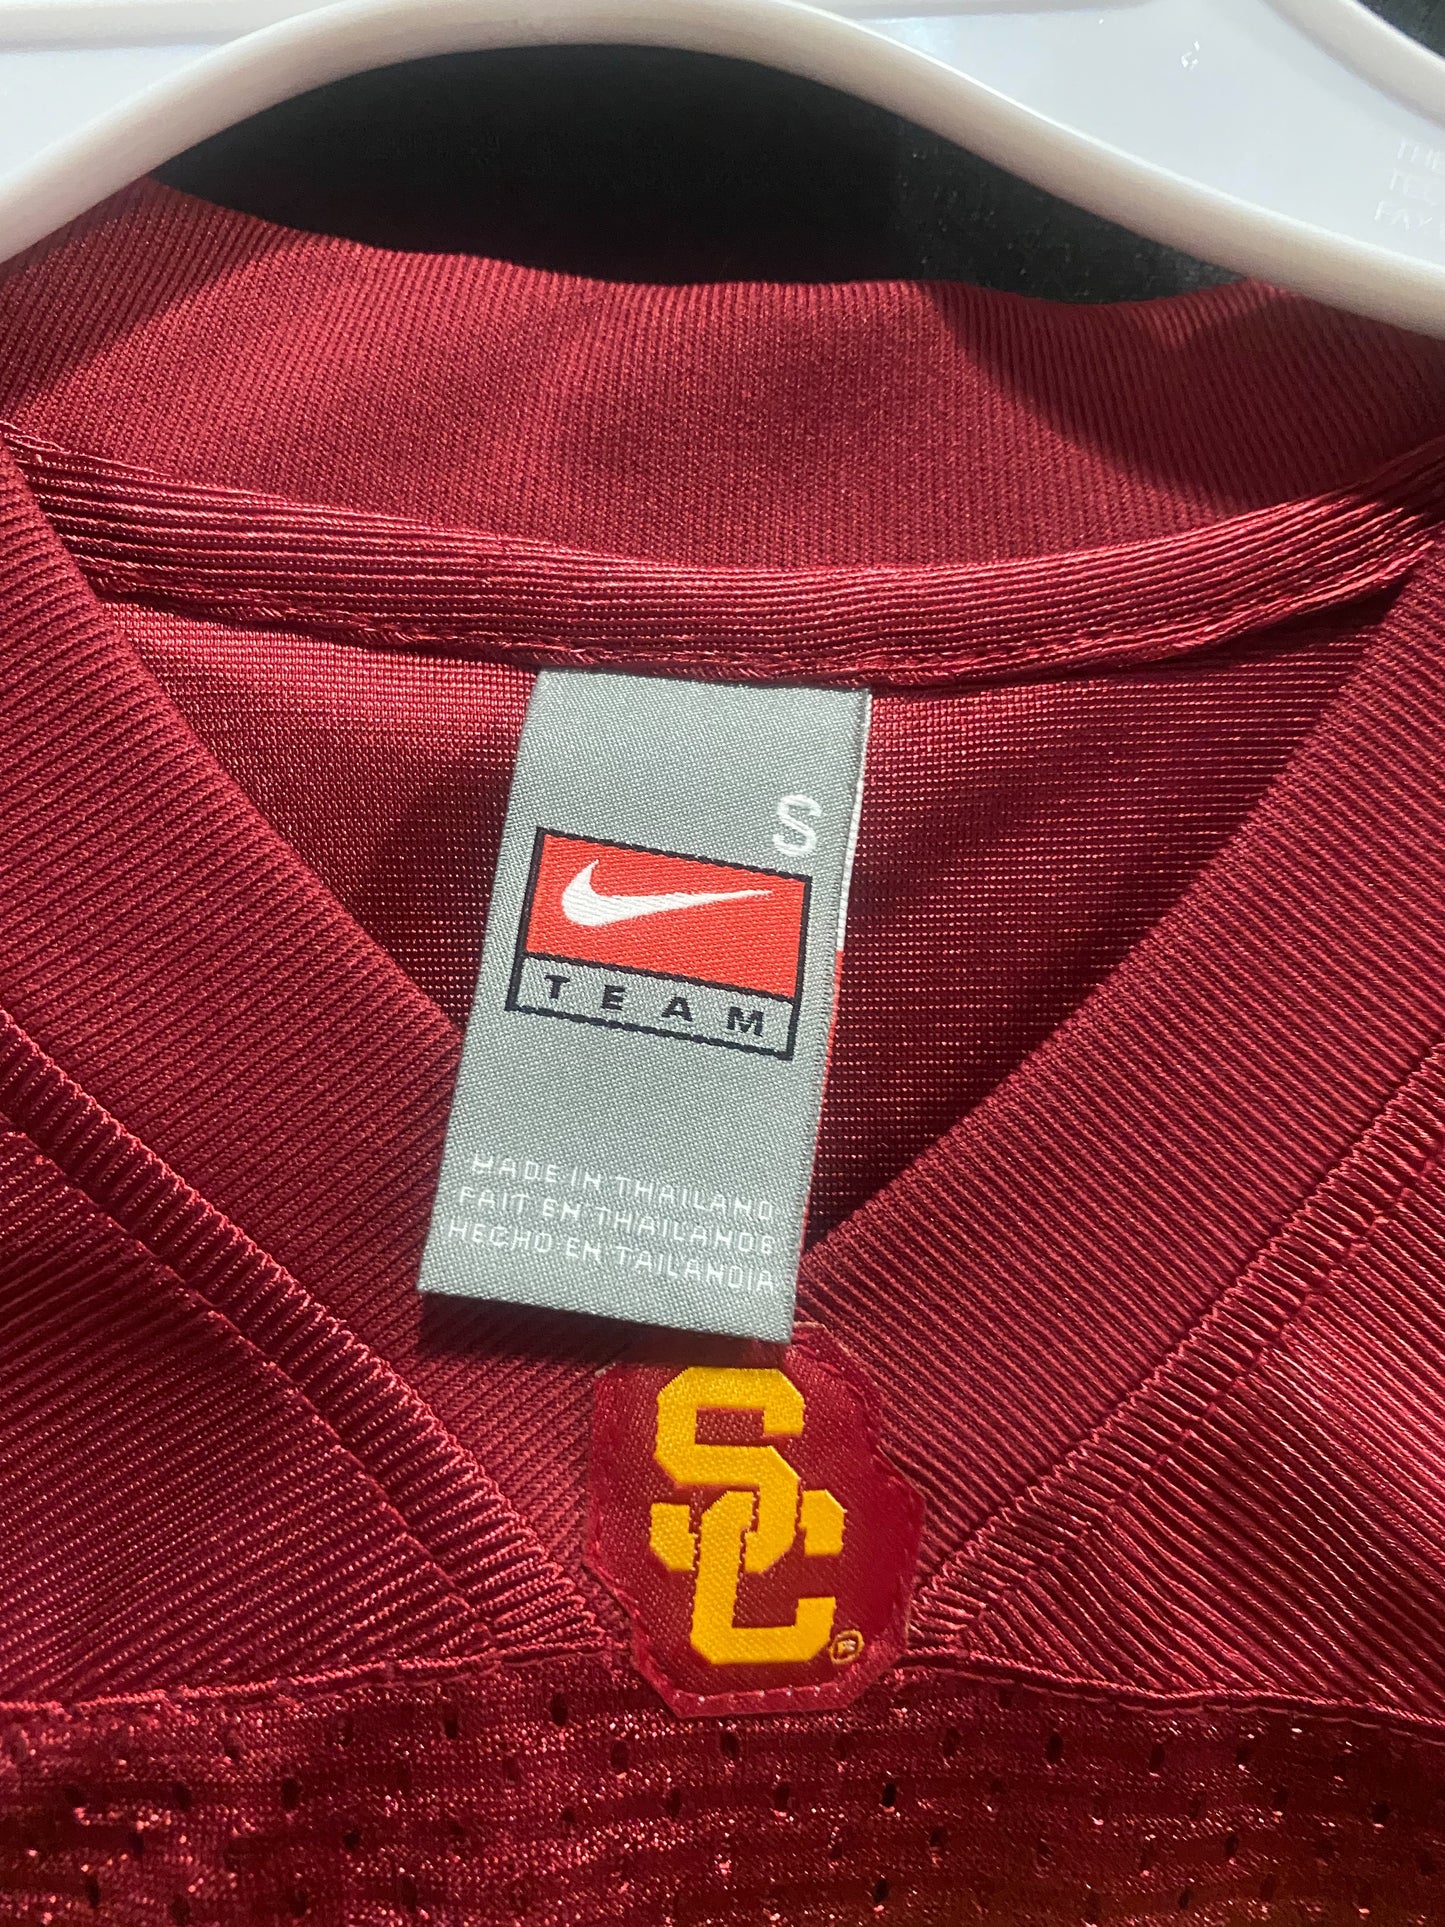 S
TEAM
MADE IN THAILAND
FAIT EN THAILANDE
HECHO EN TAILANDIA
SC
®